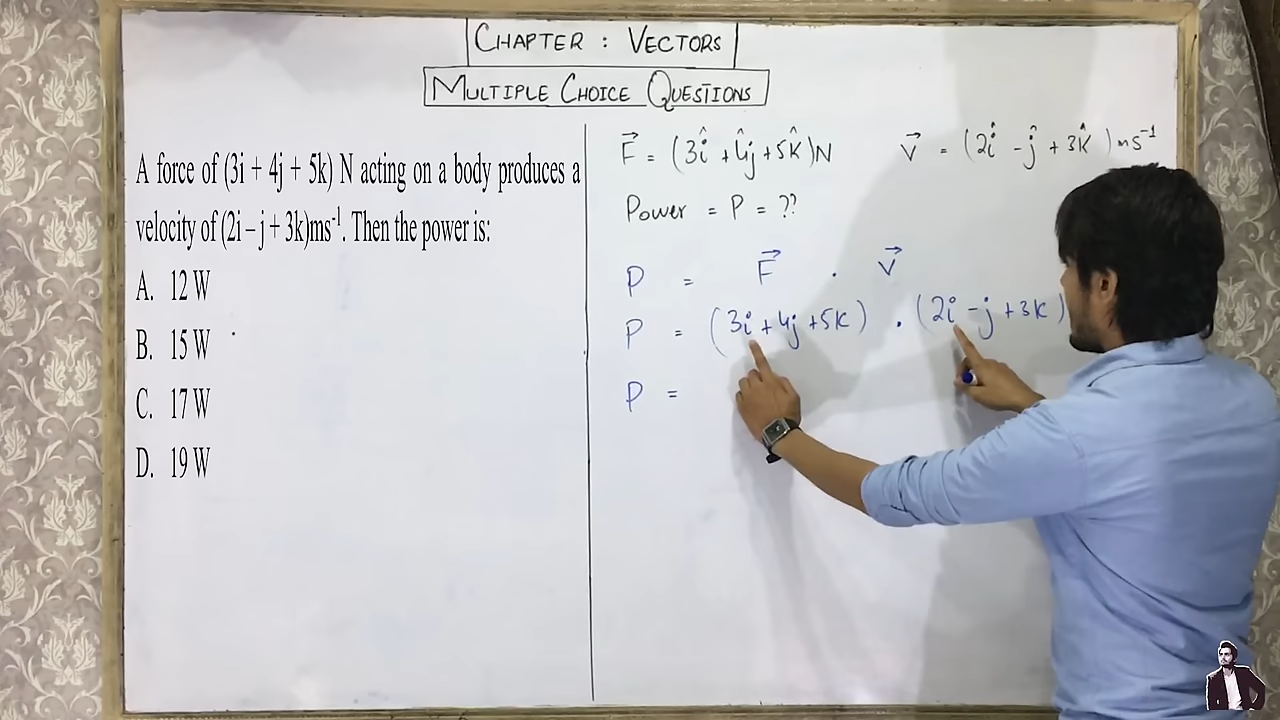 CHAPTER : VECTORS
MULTIPLE CHOICE QUESTIONS
A force of (3i + 4j + 5k) N acting on a body produces a
velocity of (2i – j + 3k)ms⁻¹. Then the power is:
A. 12 W
B. 15 W
C. 17 W
D. 19 W
F⃗ = (3î + 4ĵ + 5k̂)N V⃗ = (2î - ĵ + 3k̂) ms⁻¹
Power = P = ??
P = F⃗ . V⃗
P = (3i + 4j + 5k) . (2i - j + 3k)
P =